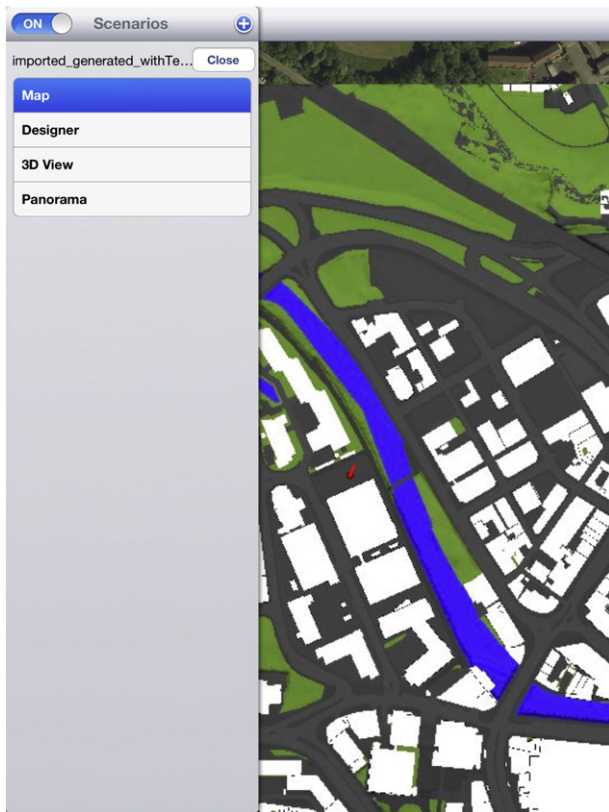 ON
Scenarios
imported_generated_withTe...
Close
Map
Designer
3D View
Panorama